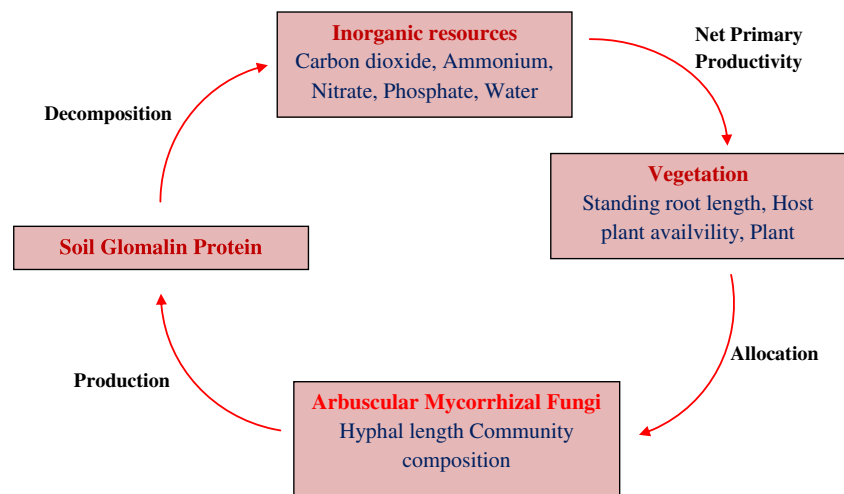 Inorganic resources
Carbon dioxide, Ammonium,
Nitrate, Phosphate, Water
Net Primary
Productivity
Decomposition
Vegetation
Standing root length, Host
plant availvility, Plant
Soil Glomalin Protein
Allocation
Production
Arbuscular Mycorrhizal Fungi
Hyphal length Community
composition